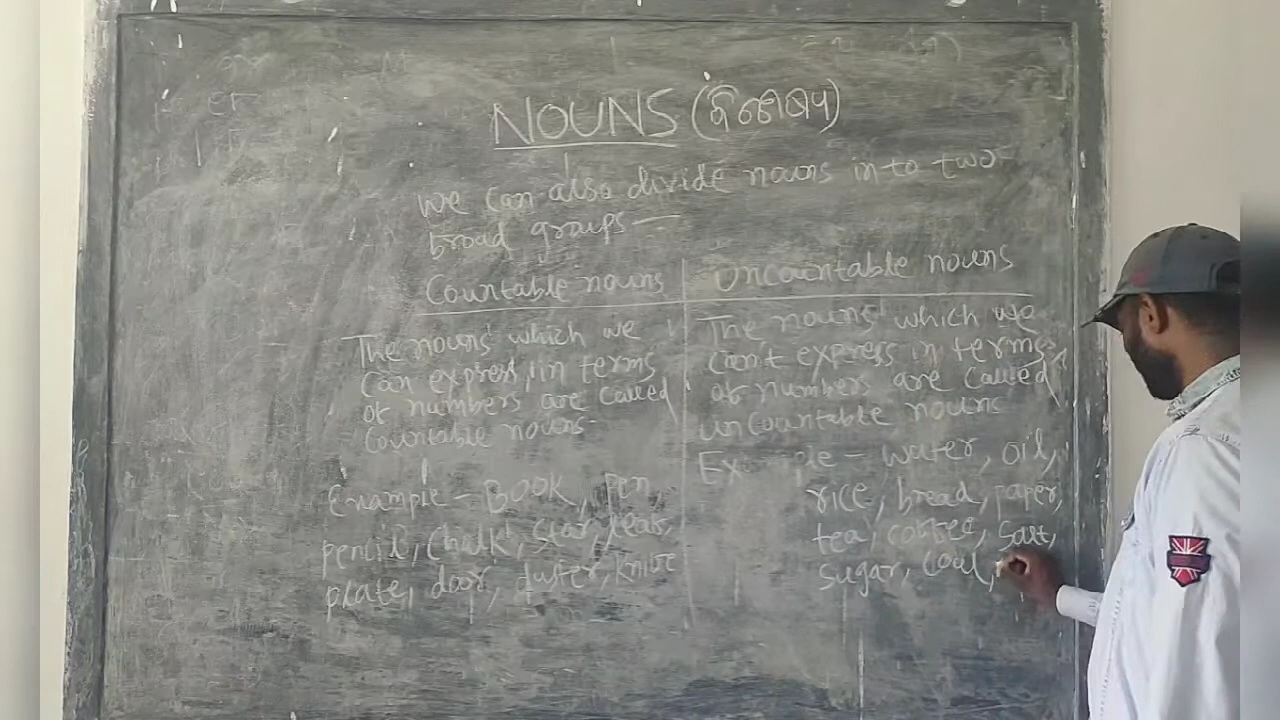 NOUNS (ବିଶେଷ୍ୟ)
We can also divide nouns in to two
broad groups —
Countable nouns
The nouns which we
can express in terms
of numbers are called
Countable nouns.
Example - BOOK, Pen,
pencil, chalk, star,
plate, door, duster, knife
Uncountable nouns
The nouns which we
can't express in terms
of numbers are called
uncountable nouns
Example - water, oil,
rice, bread, paper,
tea, coffee, salt,
sugar, coal,